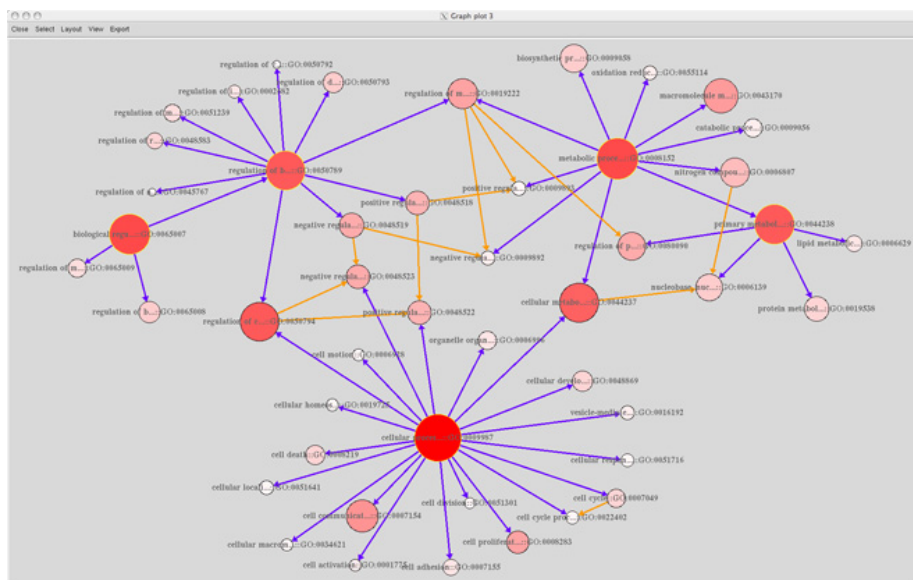 Graph plot 3
Close Select Layout View Export
regulation of
GO:0050792
biosynthetic pr...::GO:0009058
regulation of d...::GO:0050793
oxidation reduc...::GO:0055114
regulation of m...::GO:0019222
macromolecule m...::GO:0043170
regulation of m...::GO:0051239
catabolic proce...::GO:0009056
regulation of r...::GO:0048583
metabolic proce...::GO:0008152
regulation of b...::GO:0050789
nitrogen compou...::GO:0006807
regulation of
GO:0045767
positive regula...::GO:0009893
positive regula...::GO:0048518
biological regu...::GO:0065007
negative regula...::GO:0048519
primary metabol...::GO:0044238
regulation of p...::GO:0080090
lipid metabolic...::GO:0006629
negative regula...::GO:0009892
regulation of m...::GO:0065009
negative regula...::GO:0048523
nucleobase, nuc...::GO:0006139
cellular metabo...::GO:0044237
regulation of b...::GO:0065008
positive regula...::GO:0048522
protein metabol...::GO:0019538
regulation of c...::GO:0050794
organelle organ...::GO:0006996
cell motion::GO:0006928
cellular develo...::GO:0048869
cellular homeos...::GO:0019725
vesicle-mediate...::GO:0016192
cellular
GO:0009987
cell death::GO:0008219
cellular respon...::GO:0051716
cellular locali...::GO:0051641
cell cycle::GO:0007049
cell division::GO:0051301
cell communicat...::GO:0007154
cell cycle proc...::GO:0022402
cellular macrom...::GO:0034621
cell proliferat...::GO:0008283
cell activation::GO:0001775
cell adhesion::GO:0007155